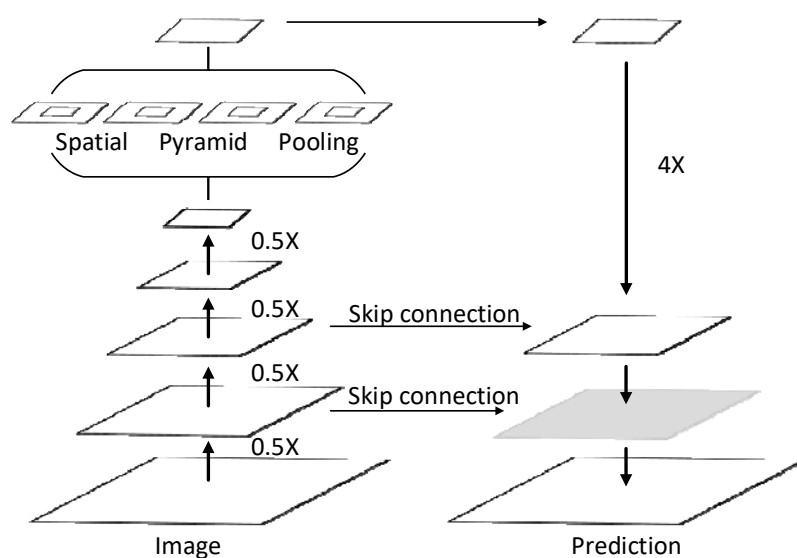 Spatial Pyramid Pooling
4X
0.5X
0.5X
Skip connection
0.5X
Skip connection
0.5X
Image
Prediction